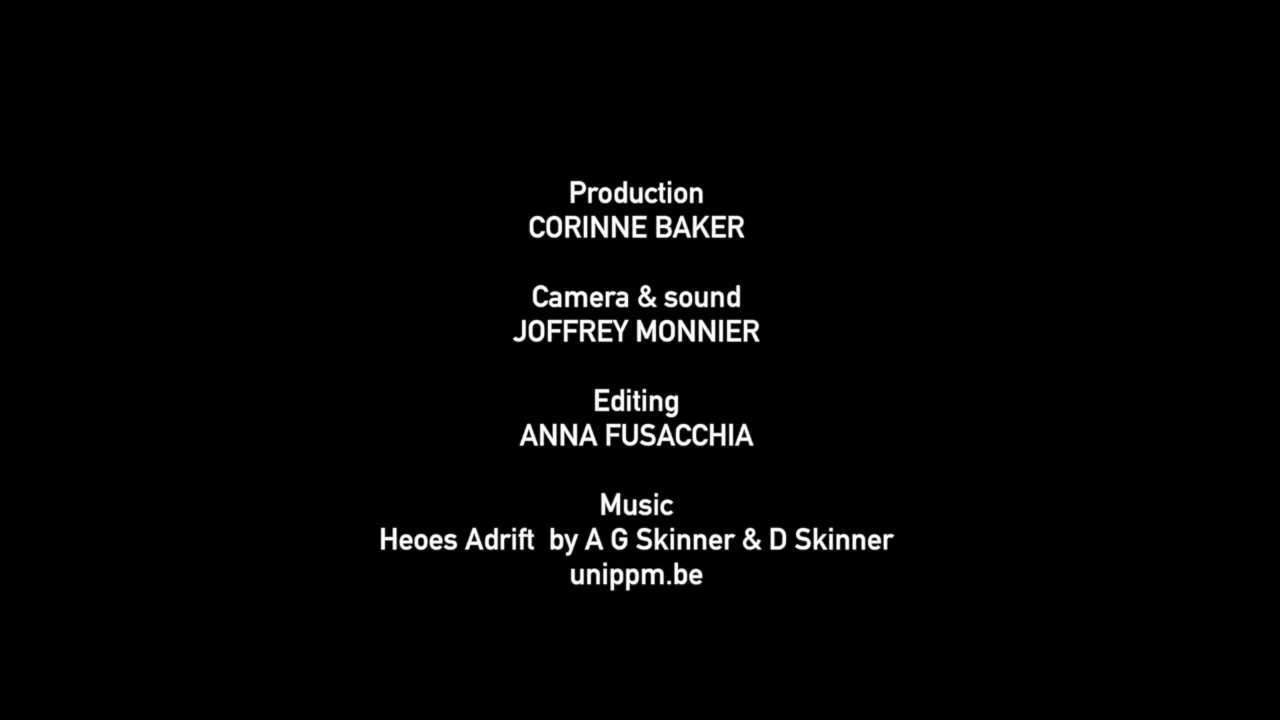 Production
CORINNE BAKER
Camera & sound
JOFFREY MONNIER
Editing
ANNA FUSACCHIA
Music
Heoes Adrift  by A G Skinner & D Skinner
unippm.be